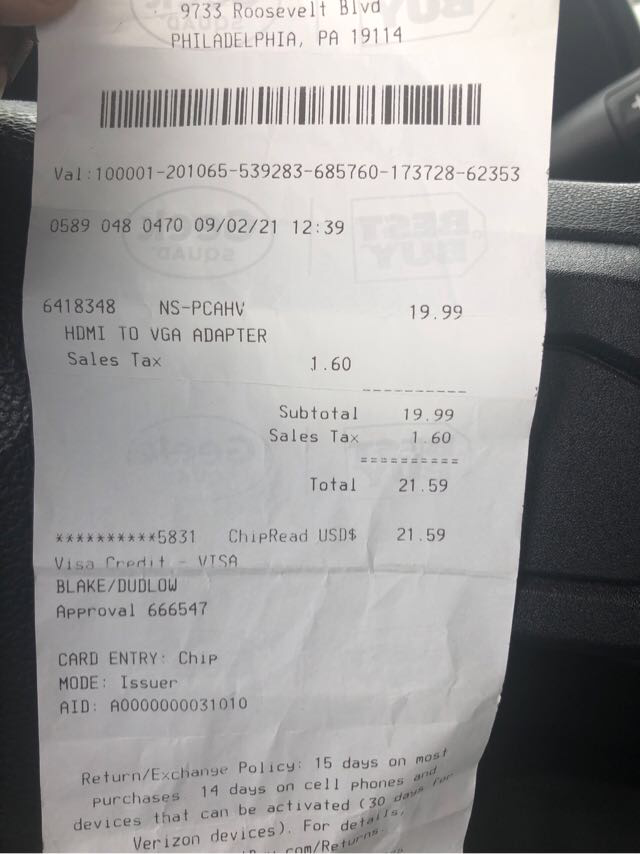 9733 Roosevelt Blvd
PHILADELPHIA, PA 19114
Val:100001-201065-539283-685760-173728-62353
0589 048 0470 09/02/21 12:39
6418348 NS-PCAHV 19.99
HDMI TO VGA ADAPTER
Sales Tax 1.60
----------
Subtotal 19.99
Sales Tax 1.60
==========
Total 21.59
**********5831 ChipRead USD$ 21.59
Visa Credit - VISA
BLAKE/DUDLOW
Approval 666547
CARD ENTRY: Chip
MODE: Issuer
AID: A0000000031010
Return/Exchange Policy: 15 days on most
purchases 14 days on cell phones and
devices that can be activated (30 days for
Verizon devices). For details,
.com/Returns.